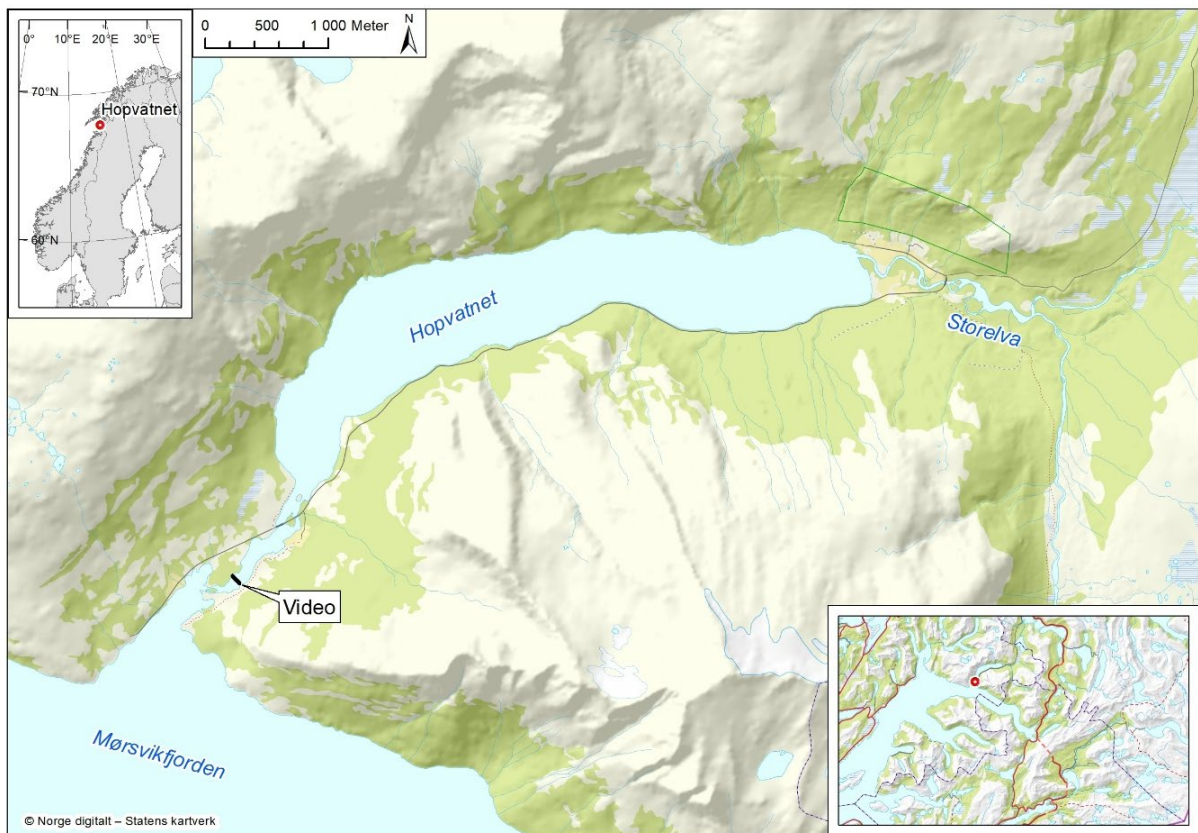 0° 10°E 20°E 30°E
70°N
Hopvatnet
60°N
0 500 1 000 Meter
N
Hopvatnet
Storelva
Video
Mørsvikfjorden
© Norge digitalt – Statens kartverk